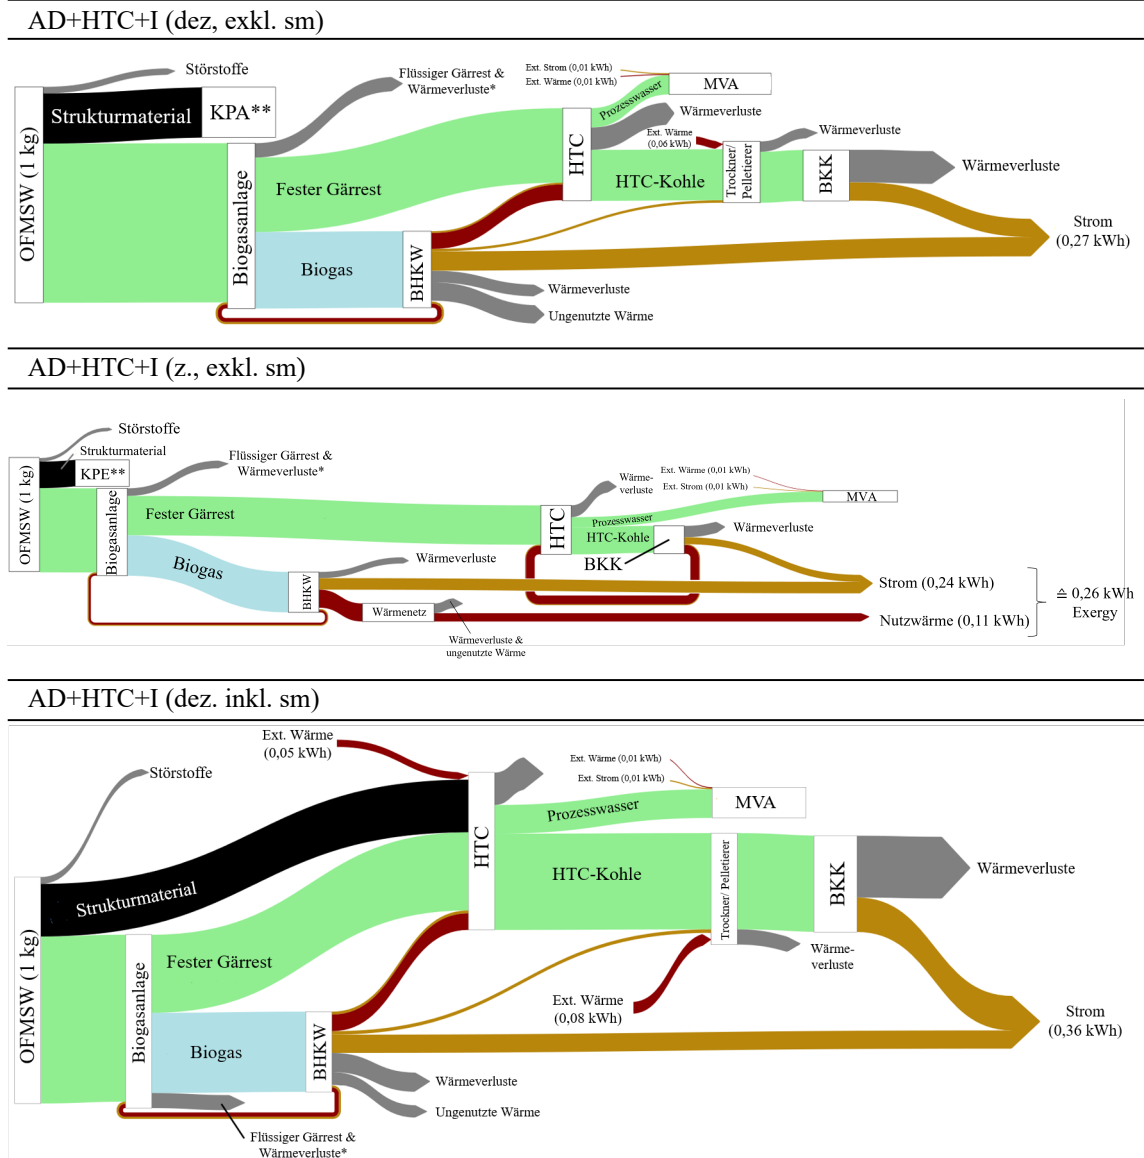 AD+HTC+I (dez, exkl. sm)
Störstoffe
Strukturmaterial
KPA**
OFMSW (1 kg)
Flüssiger Gärrest &
Wärmeverluste*
Biogasanlage
Fester Gärrest
Biogas
BHKW
Ext. Strom (0,01 kWh)
Ext. Wärme (0,01 kWh)
Prozesswasser
MVA
Wärmeverluste
HTC
Ext. Wärme
(0,06 kWh)
HTC-Kohle
Trockner/
Pelletierer
Wärmeverluste
BKK
Wärmeverluste
Strom
(0,27 kWh)
Wärmeverluste
Ungenutzte Wärme
AD+HTC+I (z., exkl. sm)
Störstoffe
Strukturmaterial
KPE**
OFMSW (1 kg)
Flüssiger Gärrest &
Wärmeverluste*
Biogasanlage
Fester Gärrest
Biogas
BHKW
Wärmeverluste
Wärmenetz
Wärmeverluste &
ungenutzte Wärme
HTC
Wärme-
verluste
Ext. Wärme (0,01 kWh)
Ext. Strom (0,01 kWh)
MVA
Prozesswasser
HTC-Kohle
BKK
Wärmeverluste
Strom (0,24 kWh)
Nutzwärme (0,11 kWh)
≙ 0,26 kWh
Exergy
AD+HTC+I (dez. inkl. sm)
Ext. Wärme
(0,05 kWh)
Störstoffe
Strukturmaterial
OFMSW (1 kg)
Biogasanlage
Fester Gärrest
Biogas
BHKW
Flüssiger Gärrest &
Wärmeverluste*
Wärmeverluste
Ungenutzte Wärme
HTC
Ext. Wärme (0,01 kWh)
Ext. Strom (0,01 kWh)
Prozesswasser
MVA
HTC-Kohle
Trockner/ Pelletierer
Ext. Wärme
(0,08 kWh)
Wärme-
verluste
BKK
Wärmeverluste
Strom
(0,36 kWh)